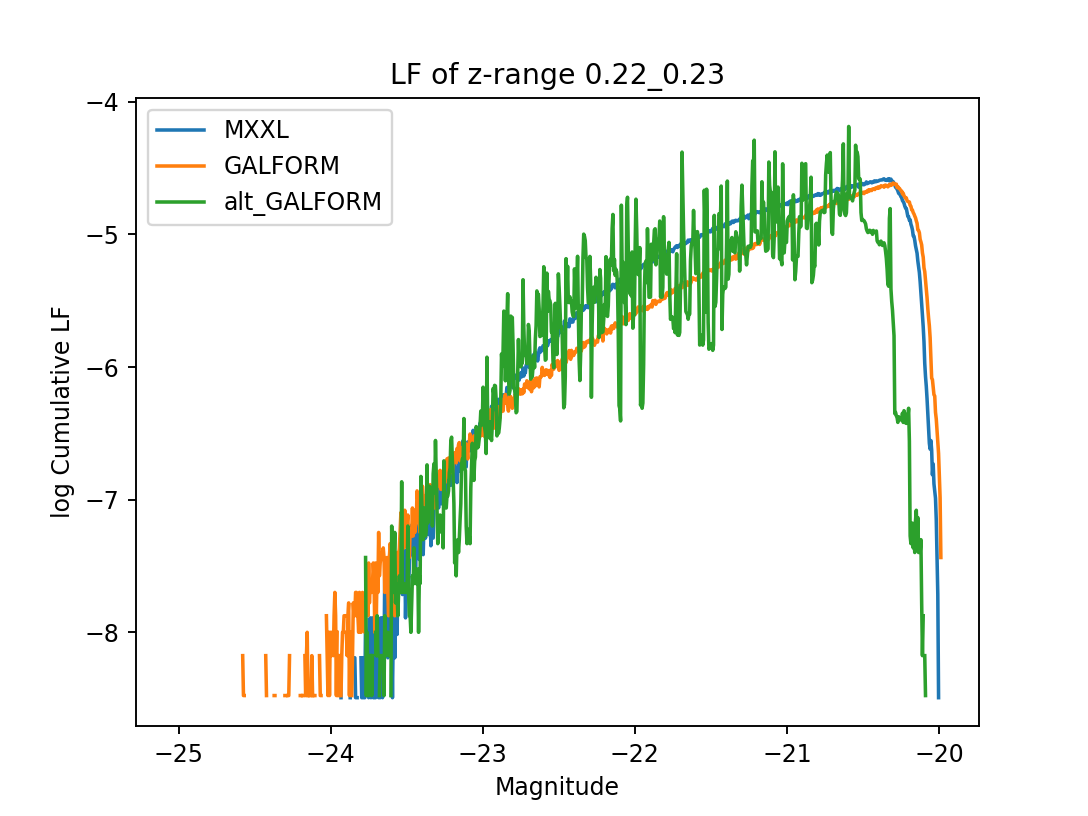 LF of z-range 0.22_0.23
MXXL
GALFORM
alt_GALFORM
−4
−5
−6
−7
−8
log Cumulative LF
−25
−24
−23
−22
−21
−20
Magnitude